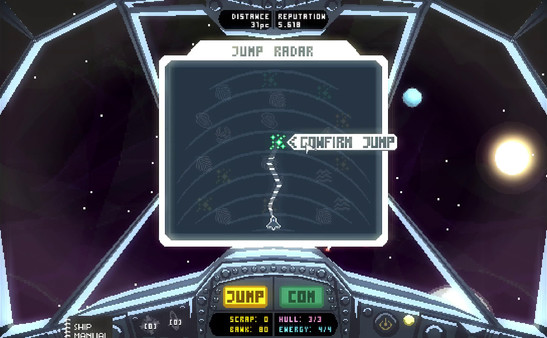 DISTANCE REPUTATION
31pc 5.618
JUMP RADAR
CONFIRM JUMP
JUMP COM
SCRAP: 0 HULL: 3/3
BAWK: 80 ENERGY: 4/4
SHIP
MANUAL